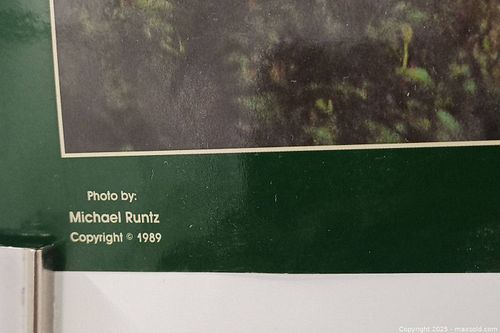 Photo by:
Michael Runtz
Copyright © 1989
Copyright 2025 - maxsold.com